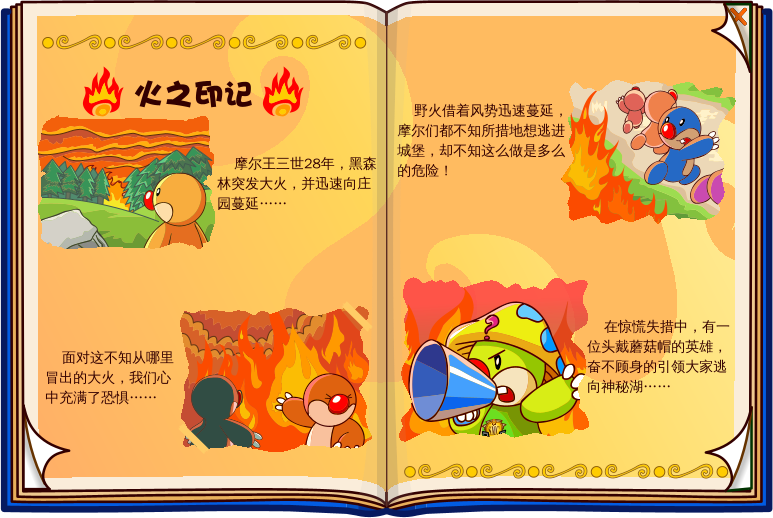 火之印记
摩尔王三世28年，黑森
林突发大火，并迅速向庄
园蔓延……
面对这不知从哪里
冒出的大火，我们心
中充满了恐惧……
野火借着风势迅速蔓延，
摩尔们都不知所措地想逃进
城堡，却不知这么做是多么
的危险！
在惊慌失措中，有一
位头戴蘑菇帽的英雄，
奋不顾身的引领大家逃
向神秘湖……